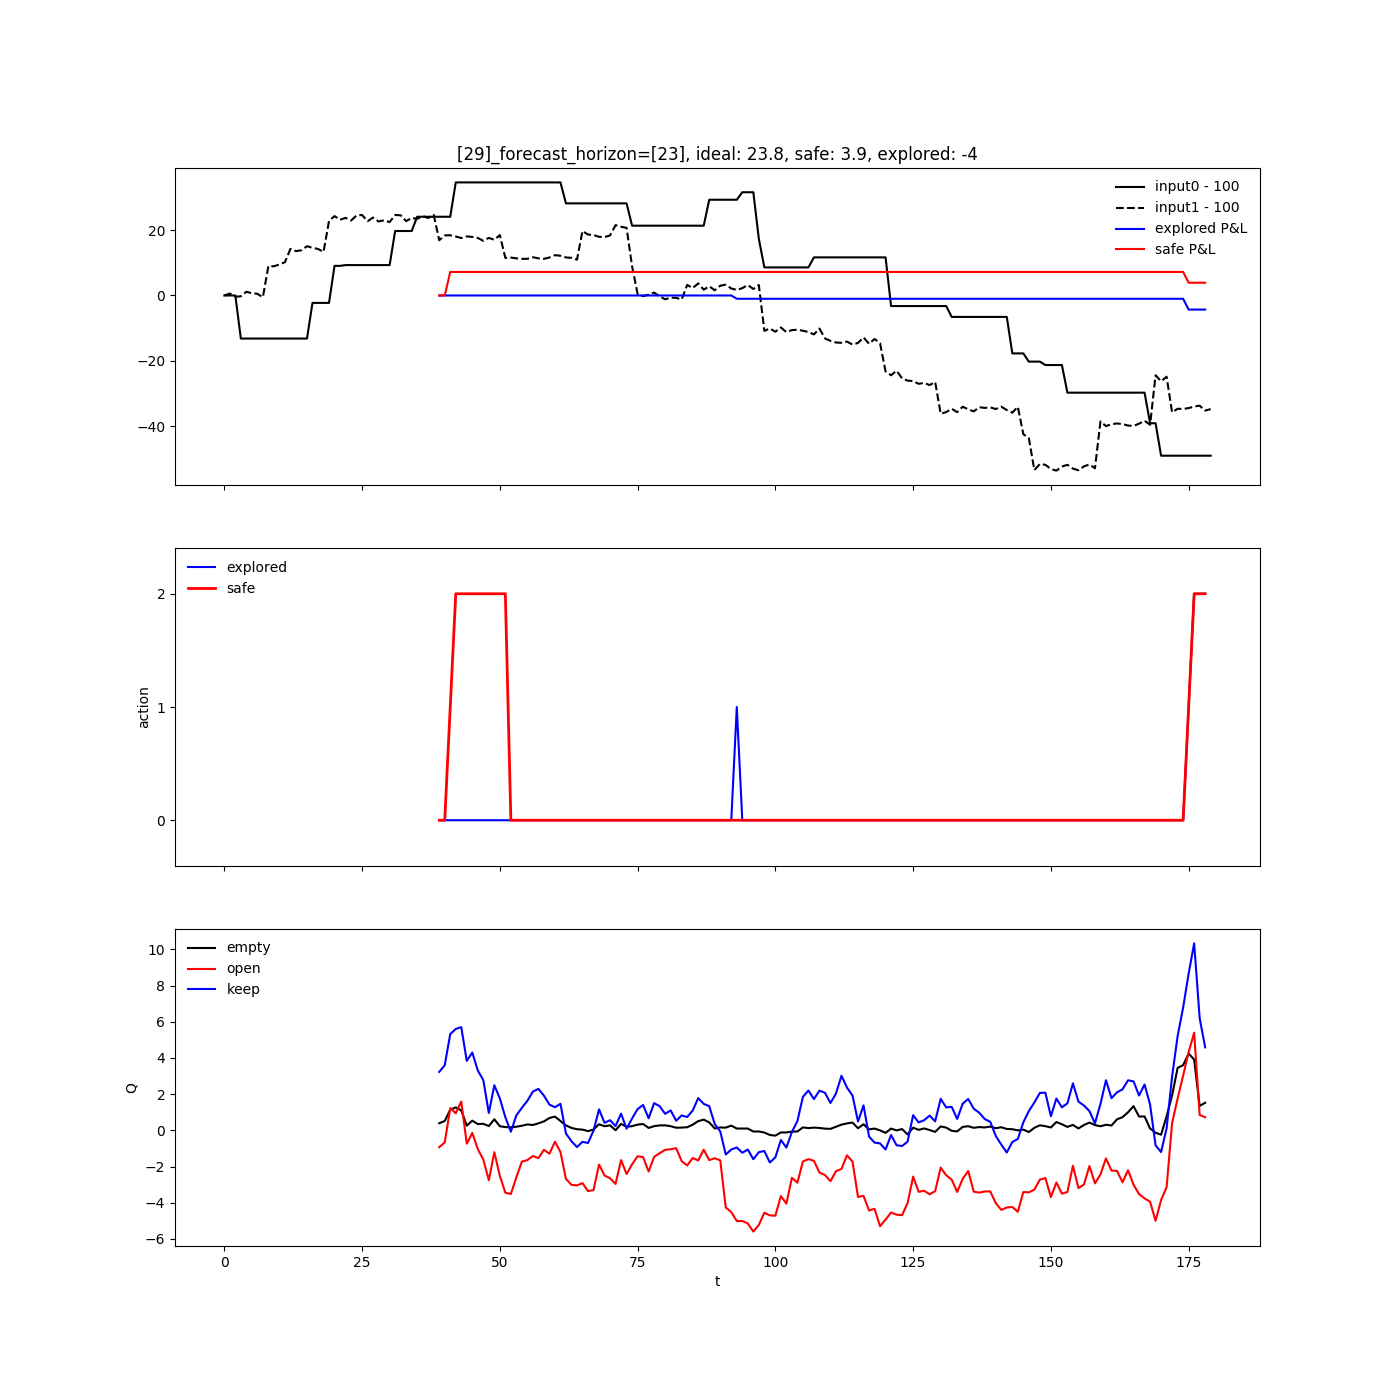 [29]_forecast_horizon=[23], ideal: 23.8, safe: 3.9, explored: -4
input0 - 100
input1 - 100
explored P&L
safe P&L
20
0
−20
−40
explored
safe
2
1
0
action
empty
open
keep
10
8
6
4
2
0
−2
−4
−6
Q
0 25 50 75 100 125 150 175
t